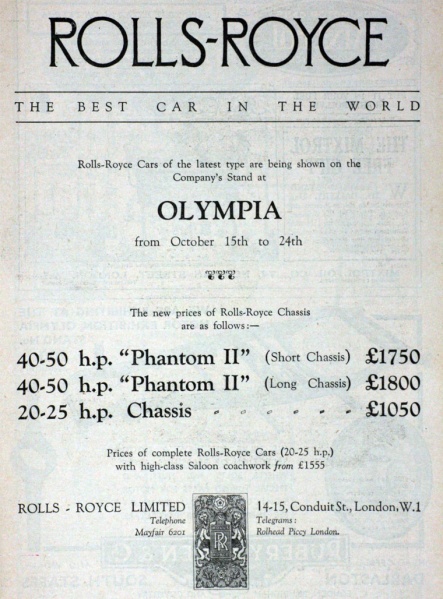 ROLLS-ROYCE
THE BEST CAR IN THE WORLD
Rolls-Royce Cars of the latest type are being shown on the
Company's Stand at
OLYMPIA
from October 15th to 24th
The new prices of Rolls-Royce Chassis
are as follows:—
40-50 h.p. "Phantom II" (Short Chassis) £1750
40-50 h.p. "Phantom II" (Long Chassis) £1800
20-25 h.p. Chassis „ „ „ „ „ £1050
Prices of complete Rolls-Royce Cars (20-25 h.p.)
with high-class Saloon coachwork from £1555
ROLLS - ROYCE LIMITED
Telephone
Mayfair 6201
RR
14-15, Conduit St., London, W.1
Telegrams:
Rolhead Piccy London.